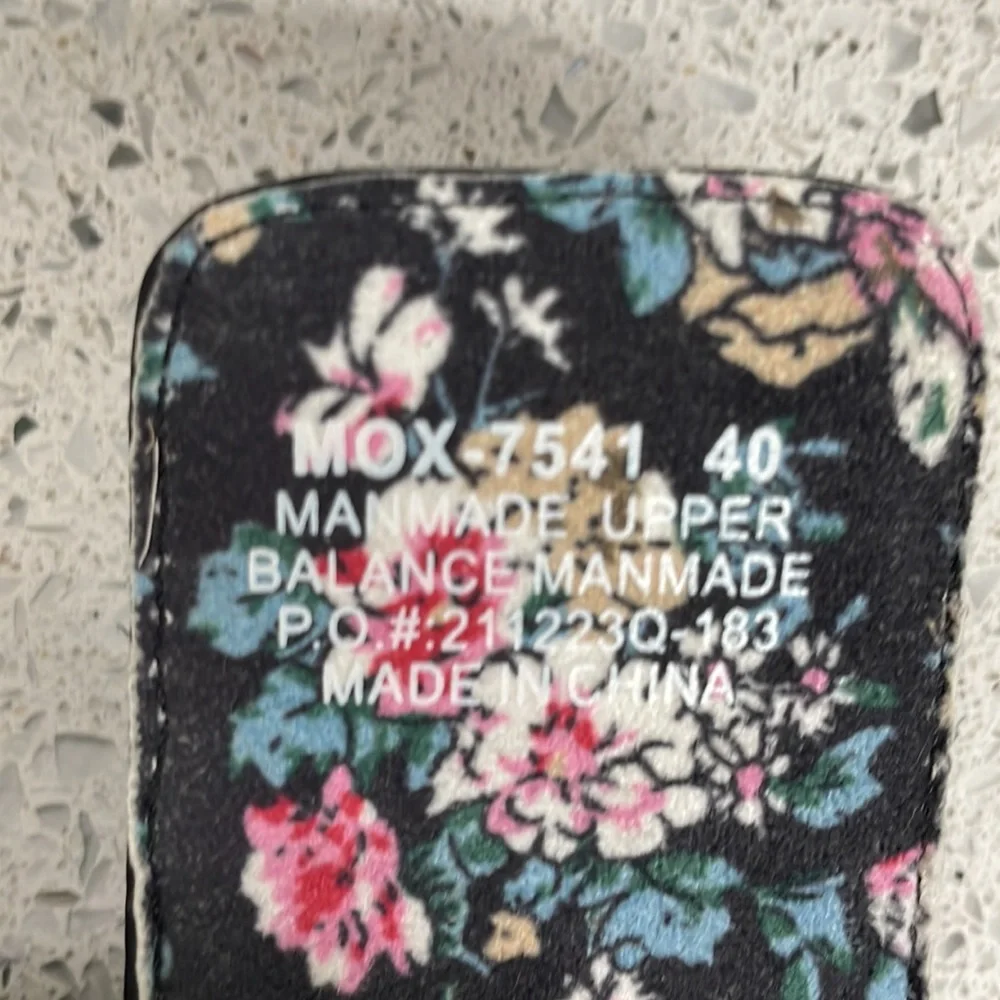 MOX-7541 40
MANMADE UPPER
BALANCE MANMADE
P.O.#:211223Q-183
MADE IN CHINA